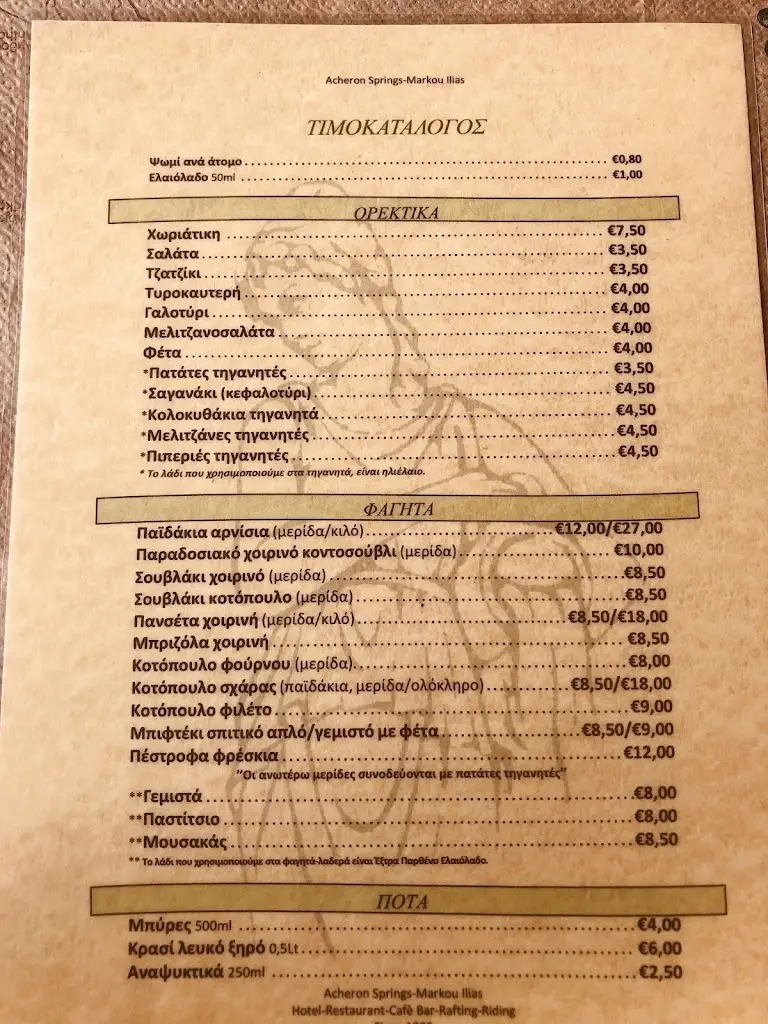 Acheron Springs-Markou Ilias
ΤΙΜΟΚΑΤΑΛΟΓΟΣ
Ψωμί ανά άτομο ........ €0,80
Ελαιόλαδο 50ml ........ €1,00
ΟΡΕΚΤΙΚΑ
Χωριάτικη ........ €7,50
Σαλάτα ........ €3,50
Τζατζίκι ........ €3,50
Τυροκαυτερή ........ €4,00
Γαλοτύρι ........ €4,00
Μελιτζανοσαλάτα ........ €4,00
Φέτα ........ €4,00
*Πατάτες τηγανητές ........ €3,50
*Σαγανάκι (κεφαλοτύρι) ........ €4,50
*Κολοκυθάκια τηγανητά ........ €4,50
*Μελιτζάνες τηγανητές ........ €4,50
*Πιπεριές τηγανητές ........ €4,50
* Το λάδι που χρησιμοποιούμε στα τηγανητά, είναι ηλιέλαιο.
ΦΑΓΗΤΑ
Παϊδάκια αρνίσια (μερίδα/κιλό) ........ €12,00/€27,00
Παραδοσιακό χοιρινό κοντοσούβλι (μερίδα) ........ €10,00
Σουβλάκι χοιρινό (μερίδα) ........ €8,50
Σουβλάκι κοτόπουλο (μερίδα) ........ €8,50
Πανσέτα χοιρινή (μερίδα/κιλό) ........ €8,50/€18,00
Μπριζόλα χοιρινή ........ €8,50
Κοτόπουλο φούρνου (μερίδα) ........ €8,00
Κοτόπουλο σχάρας (παϊδάκια, μερίδα/ολόκληρο) ........ €8,50/€18,00
Κοτόπουλο φιλέτο ........ €9,00
Μπιφτέκι σπιτικό απλό/γεμιστό με φέτα ........ €8,50/€9,00
Πέστροφα φρέσκια ........ €12,00
"Οι ανωτέρω μερίδες συνοδεύονται με πατάτες τηγανητές"
**Γεμιστά ........ €8,00
**Παστίτσιο ........ €8,00
**Μουσακάς ........ €8,50
** Το λάδι που χρησιμοποιούμε στα φαγητά-λαδερά είναι Έξτρα Παρθένο Ελαιόλαδο.
ΠΟΤΑ
Μπύρες 500ml ........ €4,00
Κρασί λευκό ξηρό 0,5Lt ........ €6,00
Αναψυκτικά 250ml ........ €2,50
Acheron Springs-Markou Ilias
Hotel-Restaurant-Cafè Bar-Rafting-Riding